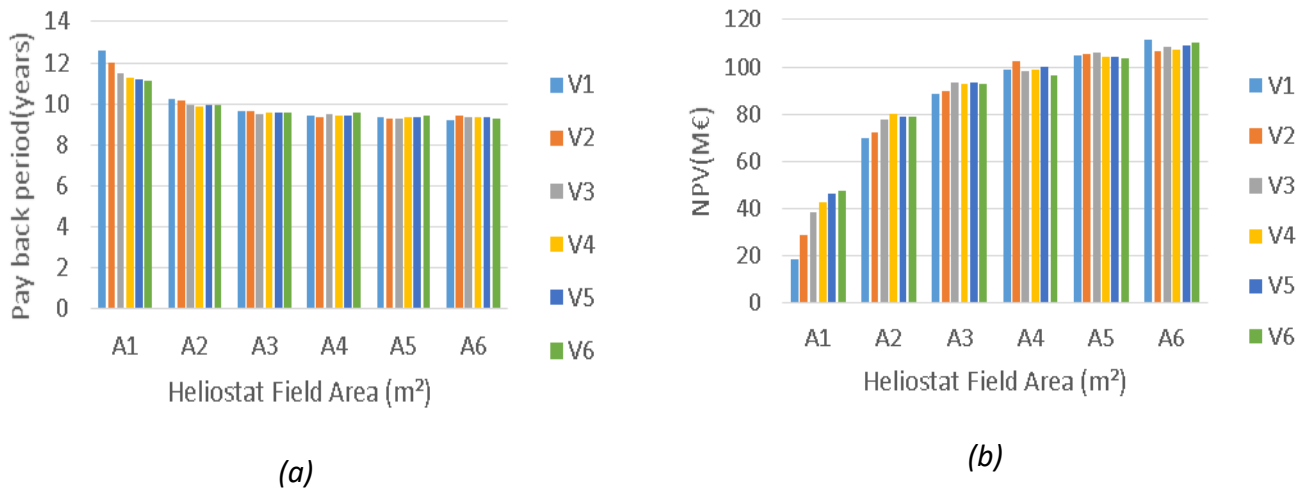 Pay back period(years)
14
12
10
8
6
4
2
0
A1 A2 A3 A4 A5 A6
Heliostat Field Area (m²)
V1
V2
V3
V4
V5
V6
(a)
NPV(M€)
120
100
80
60
40
20
0
A1 A2 A3 A4 A5 A6
Heliostat Field Area (m²)
V1
V2
V3
V4
V5
V6
(b)